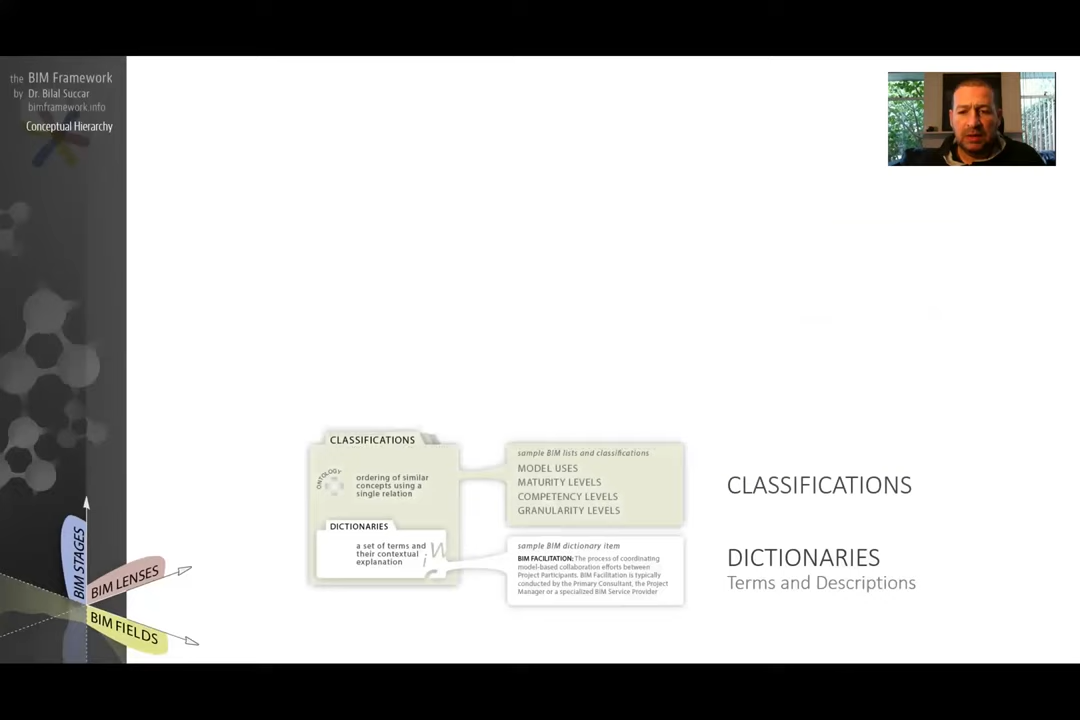 the BIM Framework
by Dr. Bilal Succar
bimframework.info
Conceptual Hierarchy
CLASSIFICATIONS
ONTOLOGY
ordering of similar
concepts using a
single relation
DICTIONARIES
a set of terms and
their contextual
explanation
W
i
sample BIM lists and classifications
MODEL USES
MATURITY LEVELS
COMPETENCY LEVELS
GRANULARITY LEVELS
sample BIM dictionary item
BIM FACILITATION: The process of coordinating
model-based collaboration efforts between
Project Participants. BIM Facilitation is typically
conducted by the Primary Consultant, the Project
Manager or a specialized BIM Service Provider
CLASSIFICATIONS
DICTIONARIES
Terms and Descriptions
BIM STAGES
BIM LENSES
BIM FIELDS